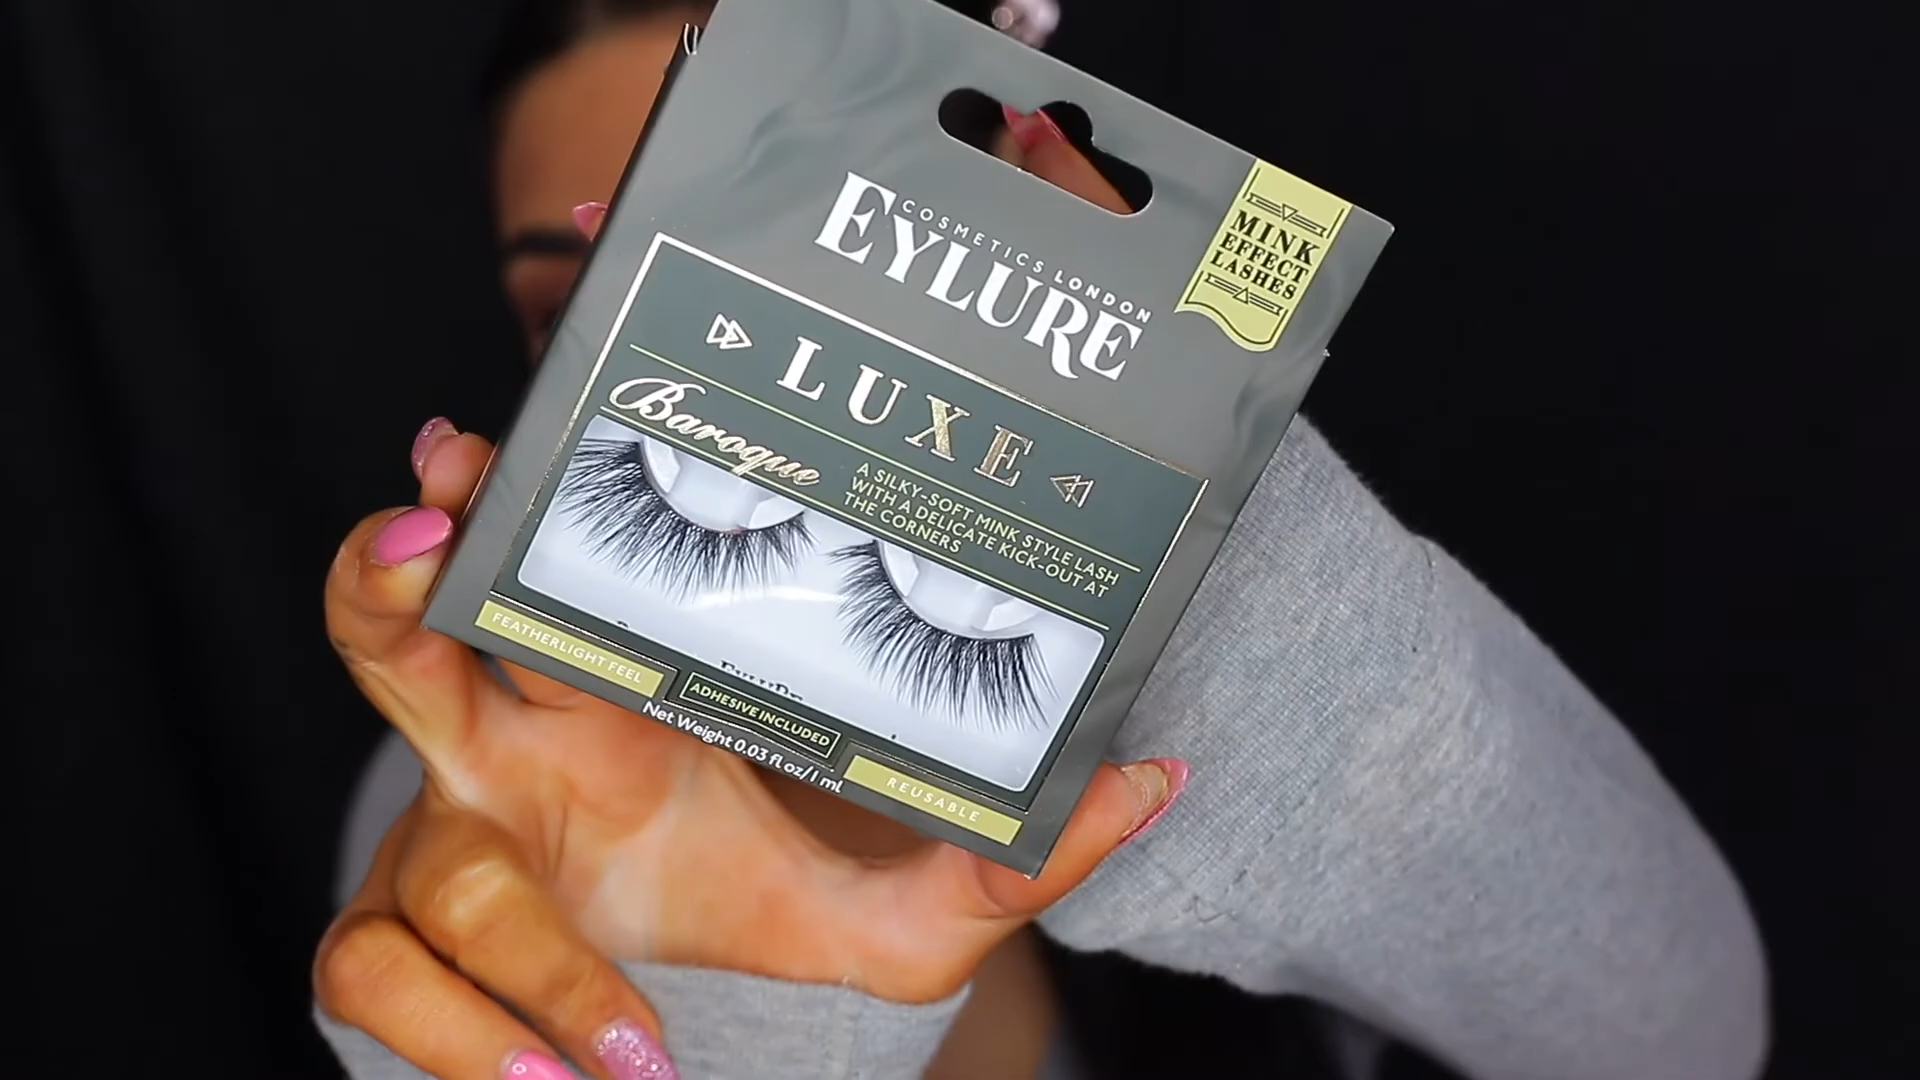 COSMETICS LONDON
EYLURE
MINK
EFFECT
LASHES
LUXE
Baroque
A SILKY-SOFT MINK STYLE LASH
WITH A DELICATE KICK-OUT AT
THE CORNERS
EYLURE
FEATHERLIGHT FEEL
ADHESIVE INCLUDED
REUSABLE
Net Weight 0.03 fl oz/1 ml